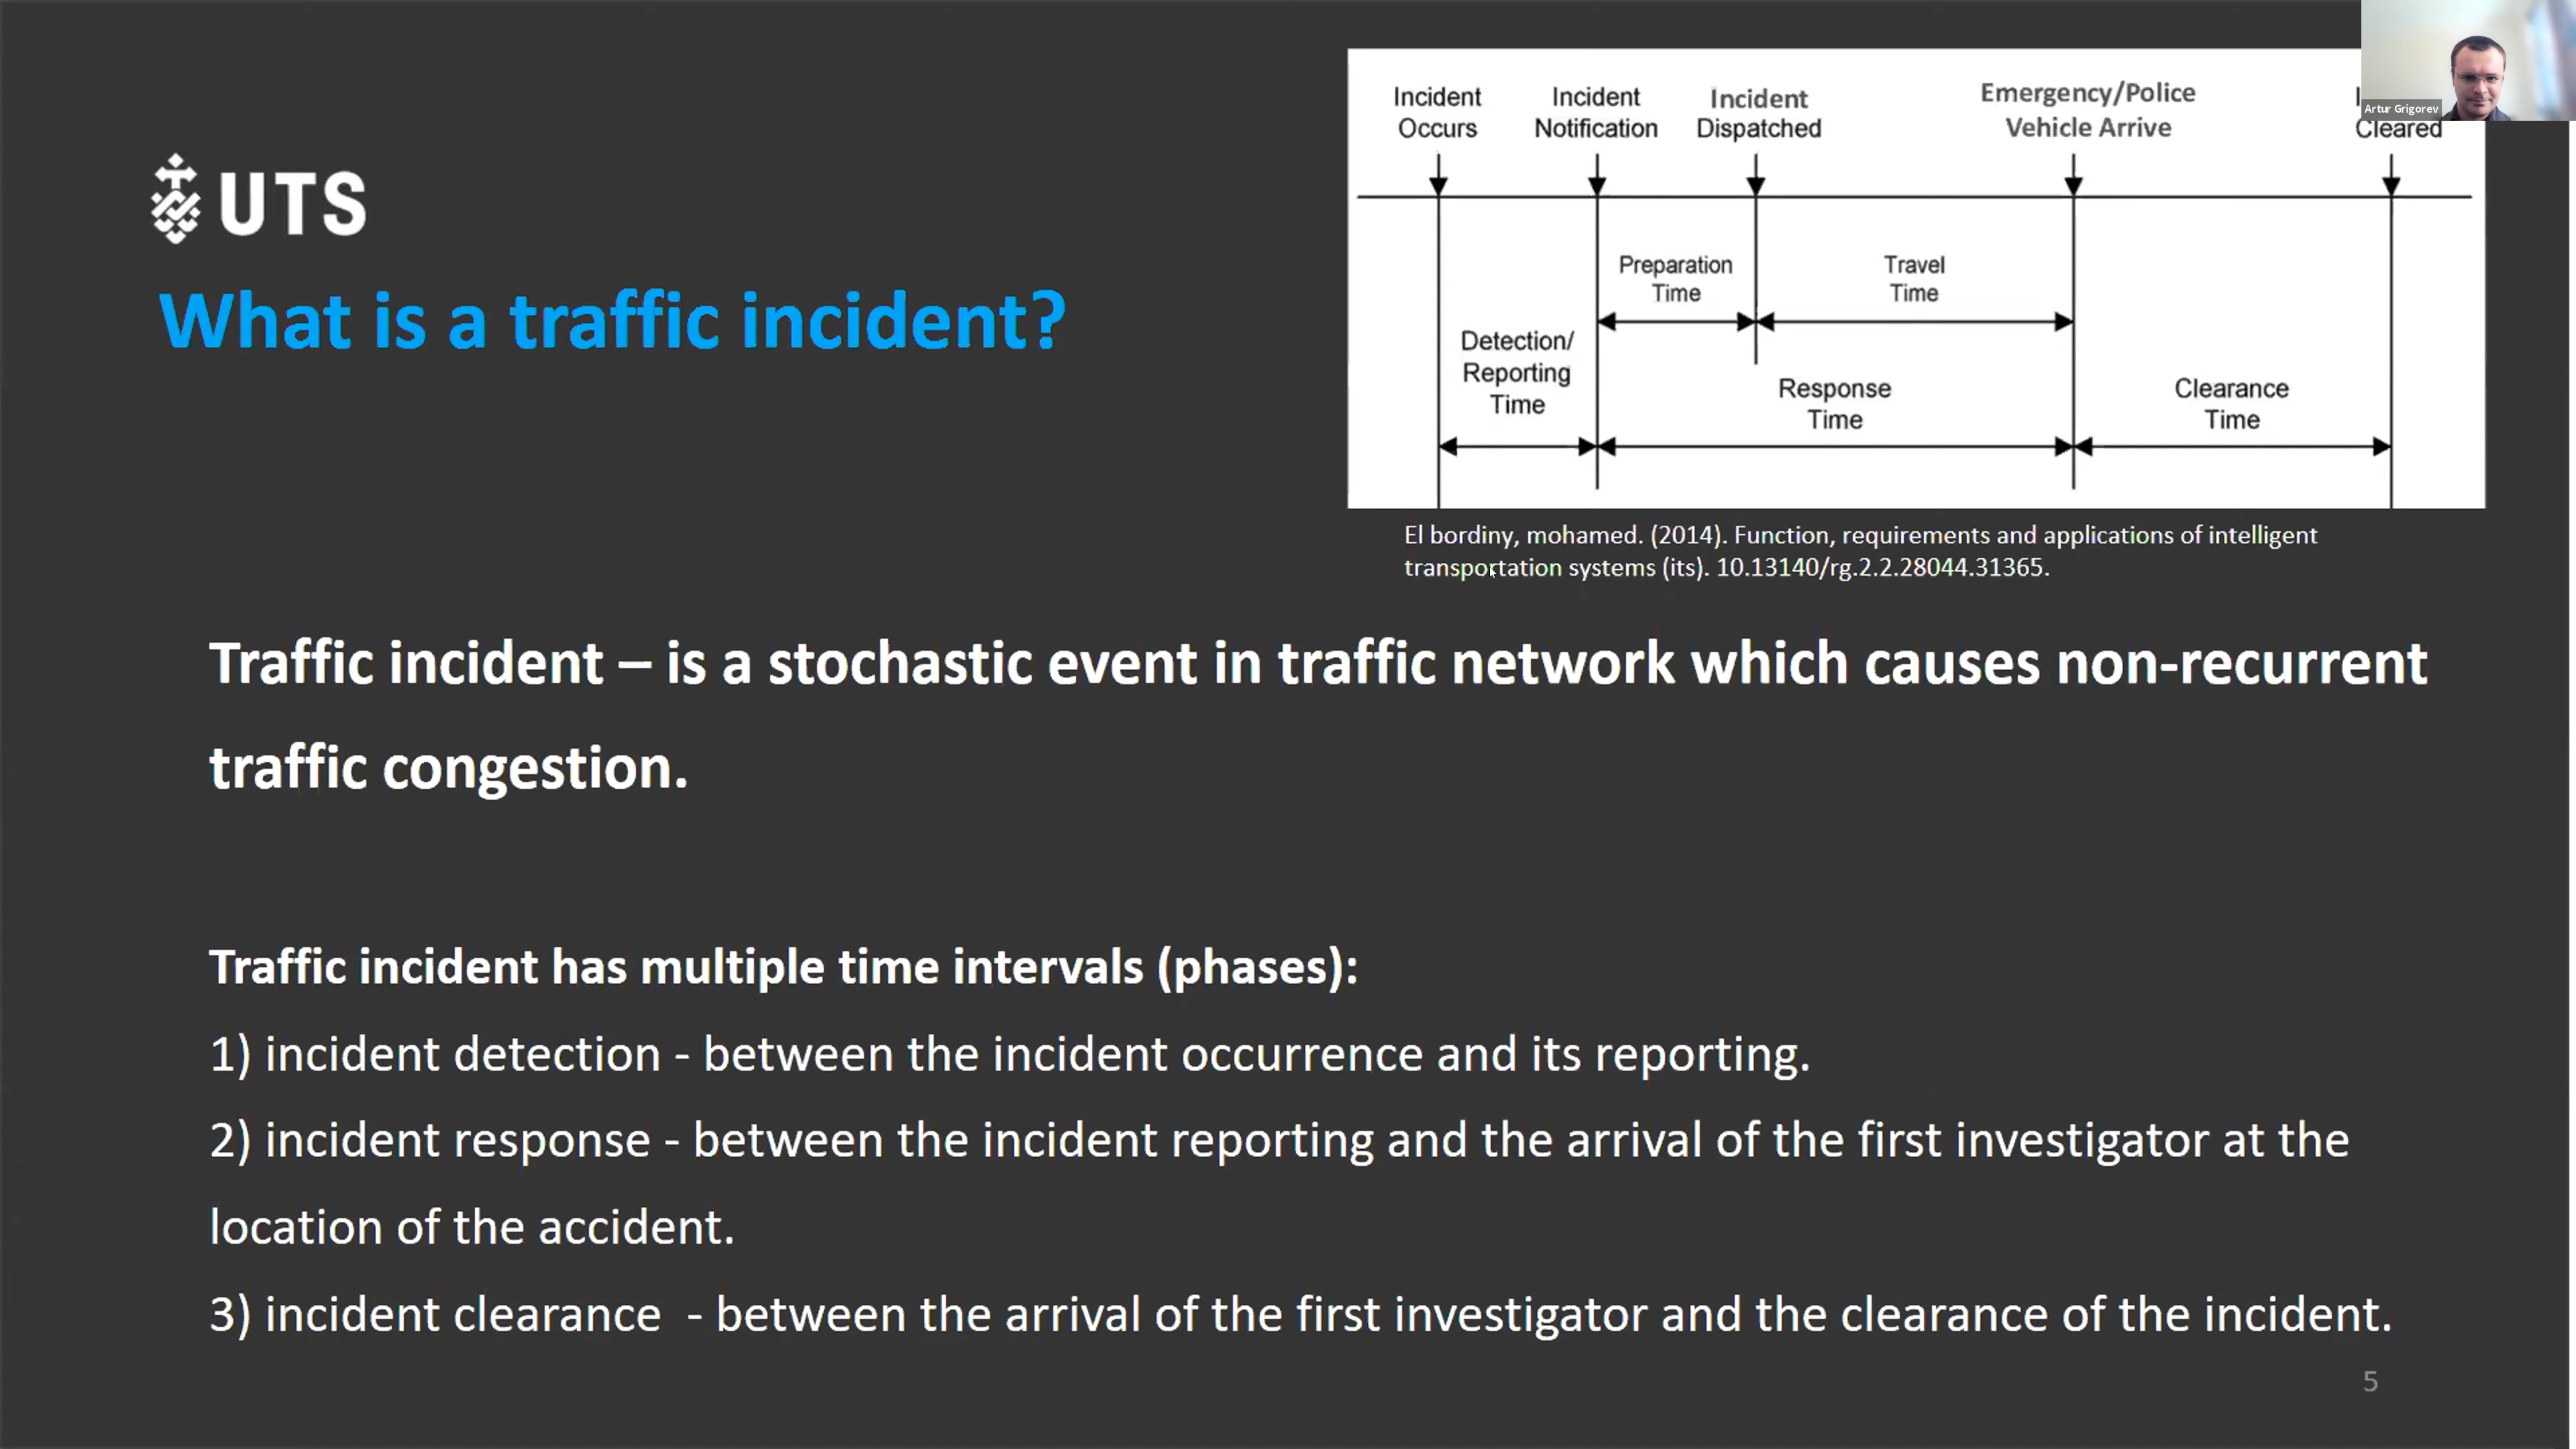 UTS
What is a traffic incident?
Incident
Occurs
Incident
Notification
Incident
Dispatched
Emergency/Police
Vehicle Arrive
Cleared
Artur Grigorev
Preparation
Time
Travel
Time
Detection/
Reporting
Time
Response
Time
Clearance
Time
El bordiny, mohamed. (2014). Function, requirements and applications of intelligent
transportation systems (its). 10.13140/rg.2.2.28044.31365.
Traffic incident – is a stochastic event in traffic network which causes non-recurrent
traffic congestion.
Traffic incident has multiple time intervals (phases):
1) incident detection - between the incident occurrence and its reporting.
2) incident response - between the incident reporting and the arrival of the first investigator at the
location of the accident.
3) incident clearance  - between the arrival of the first investigator and the clearance of the incident.
5